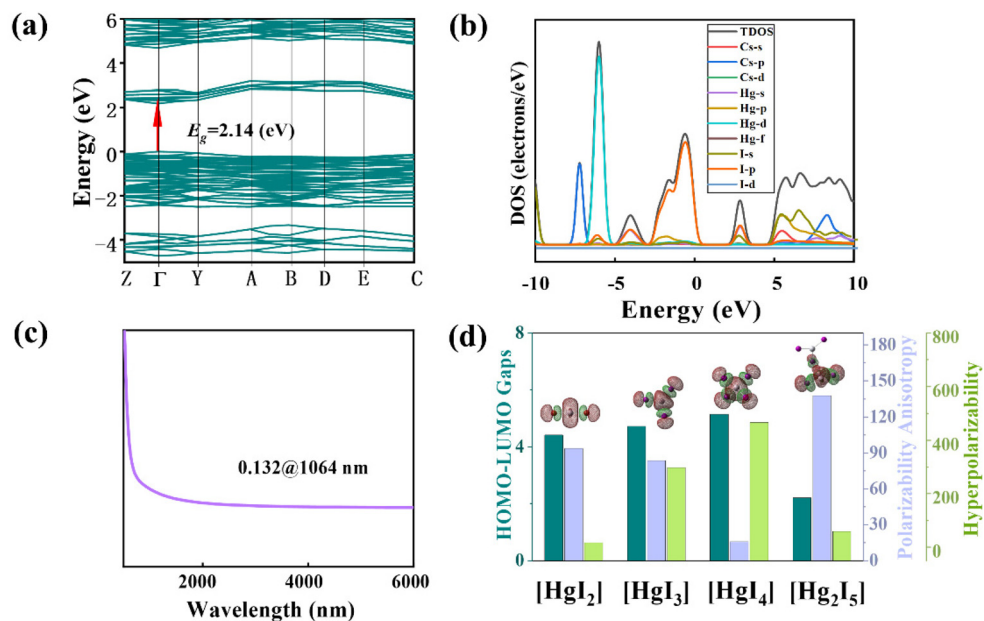 (a)
Energy (eV)
6
4
2
0
−2
−4
E_g=2.14 (eV)
Z Γ Y A B D E C
(b)
DOS (electrons/eV)
TDOS
Cs-s
Cs-p
Cs-d
Hg-s
Hg-p
Hg-d
Hg-f
I-s
I-p
I-d
-10 -5 0 5 10
Energy (eV)
(c)
0.132@1064 nm
2000 4000 6000
Wavelength (nm)
(d)
HOMO-LUMO Gaps
8
4
0
180
150
120
90
60
30
15
0
Polarizability Anisotropy
800
600
400
200
0
Hyperpolarizability
[HgI₂] [HgI₃] [HgI₄] [Hg₂I₅]